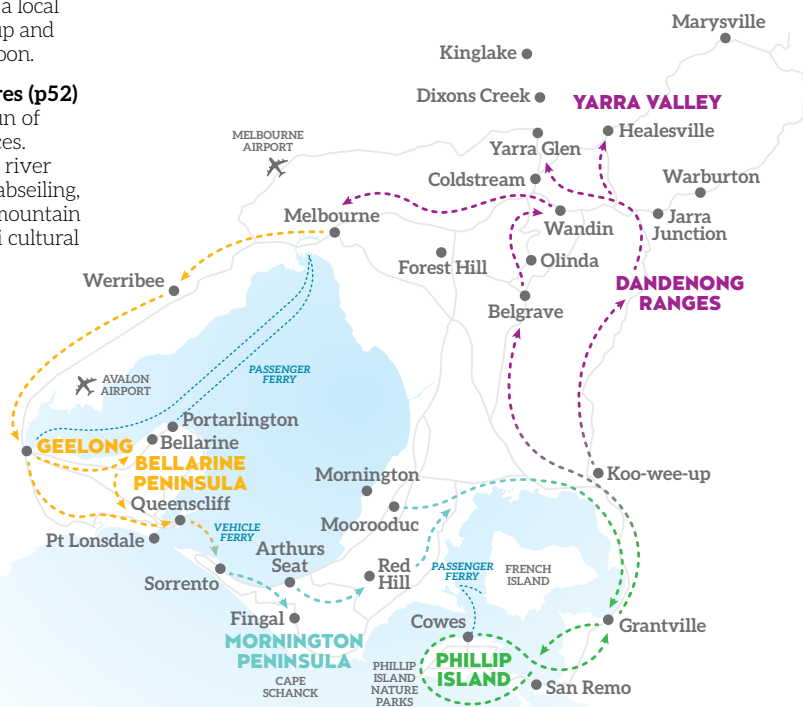 a local
up and
oon.
res (p52)
un of
ces.
river
abseiling,
mountain
i cultural
Marysville
Kinglake
Dixons Creek
YARRA VALLEY
Healesville
MELBOURNE
AIRPORT
Yarra Glen
Coldstream
Warburton
Melbourne
Wandin
Jarra
Junction
Forest Hill
Olinda
Werribee
DANDENONG
RANGES
Belgrave
PASSENGER
FERRY
AVALON
AIRPORT
Portarlington
GEELONG
Bellarine
BELLARINE
PENINSULA
Mornington
Koo-wee-up
Queenscliff
Moorooduc
VEHICLE
FERRY
Pt Lonsdale
Arthurs
Seat
Sorrento
Red
Hill
PASSENGER
FERRY
FRENCH
ISLAND
Fingal
Cowes
Grantville
MORNINGTON
PENINSULA
CAPE
SCHANCK
PHILLIP
ISLAND
NATURE
PARKS
PHILLIP
ISLAND
San Remo